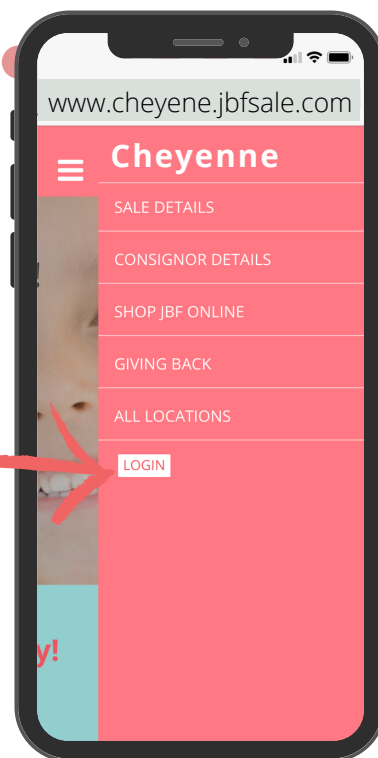 www.cheyene.jbfsale.com
Cheyenne
SALE DETAILS
CONSIGNOR DETAILS
SHOP JBF ONLINE
GIVING BACK
ALL LOCATIONS
LOGIN
y!